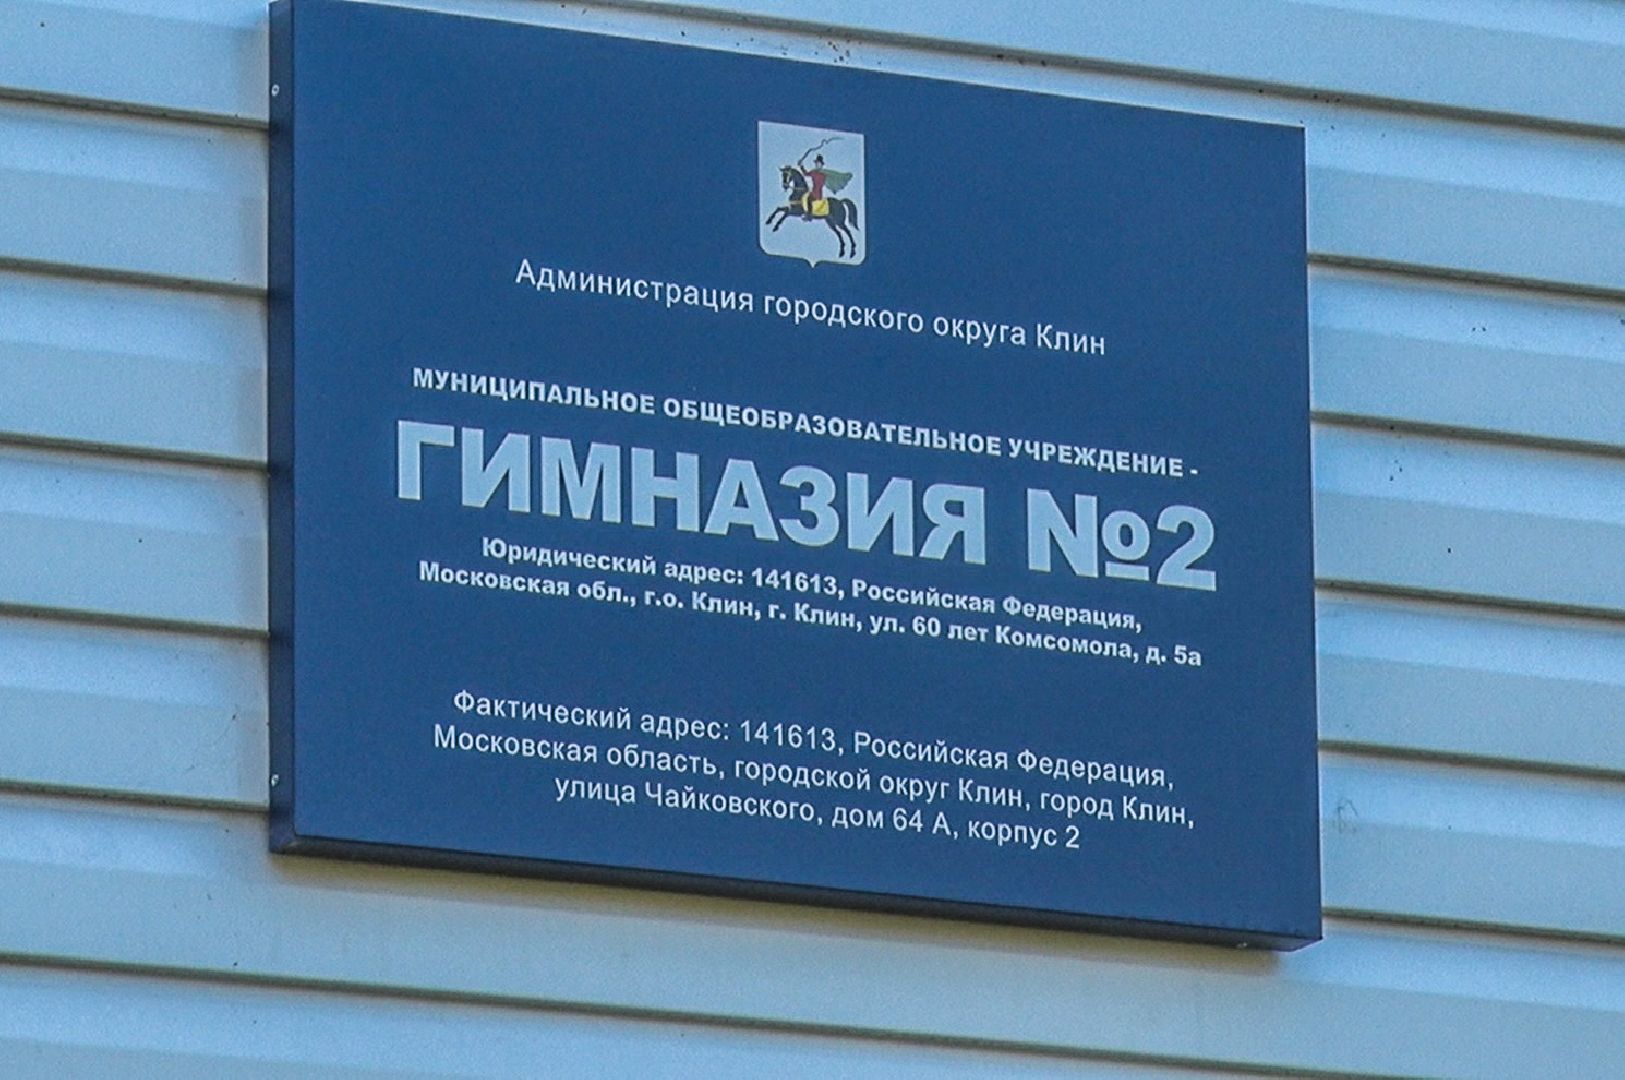 Администрация городского округа Клин
МУНИЦИПАЛЬНОЕ ОБЩЕОБРАЗОВАТЕЛЬНОЕ УЧРЕЖДЕНИЕ -
ГИМНАЗИЯ №2
Юридический адрес: 141613, Российская Федерация,
Московская обл., г.о. Клин, г. Клин, ул. 60 лет Комсомола, д. 5а
Фактический адрес: 141613, Российская Федерация,
Московская область, городской округ Клин, город Клин,
улица Чайковского, дом 64 А, корпус 2